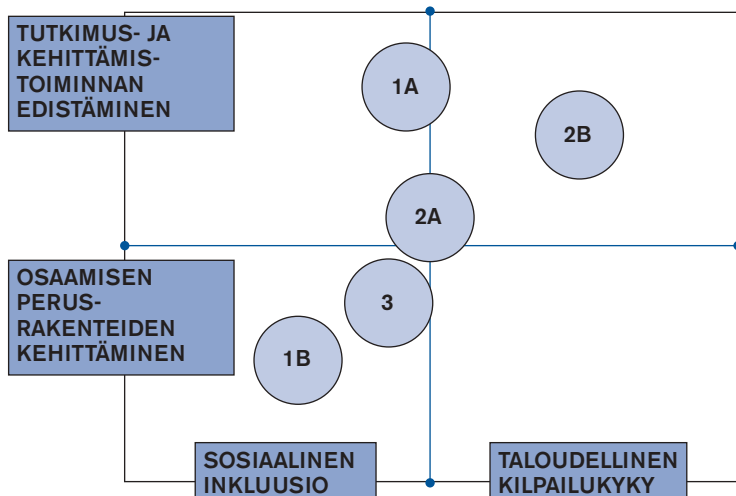 TUTKIMUS- JA
KEHITTÄMIS-
TOIMINNAN
EDISTÄMINEN
1A
2B
2A
OSAAMISEN
PERUS-
RAKENTEIDEN
KEHITTÄMINEN
3
1B
SOSIAALINEN
INKLUUSIO
TALOUDELLINEN
KILPAILUKYKY